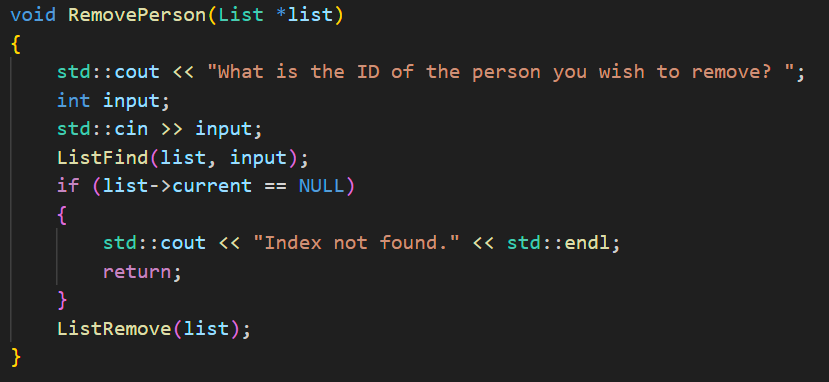 void RemovePerson(List *list)
{
    std::cout << "What is the ID of the person you wish to remove? ";
    int input;
    std::cin >> input;
    ListFind(list, input);
    if (list->current == NULL)
    {
        std::cout << "Index not found." << std::endl;
        return;
    }
    ListRemove(list);
}